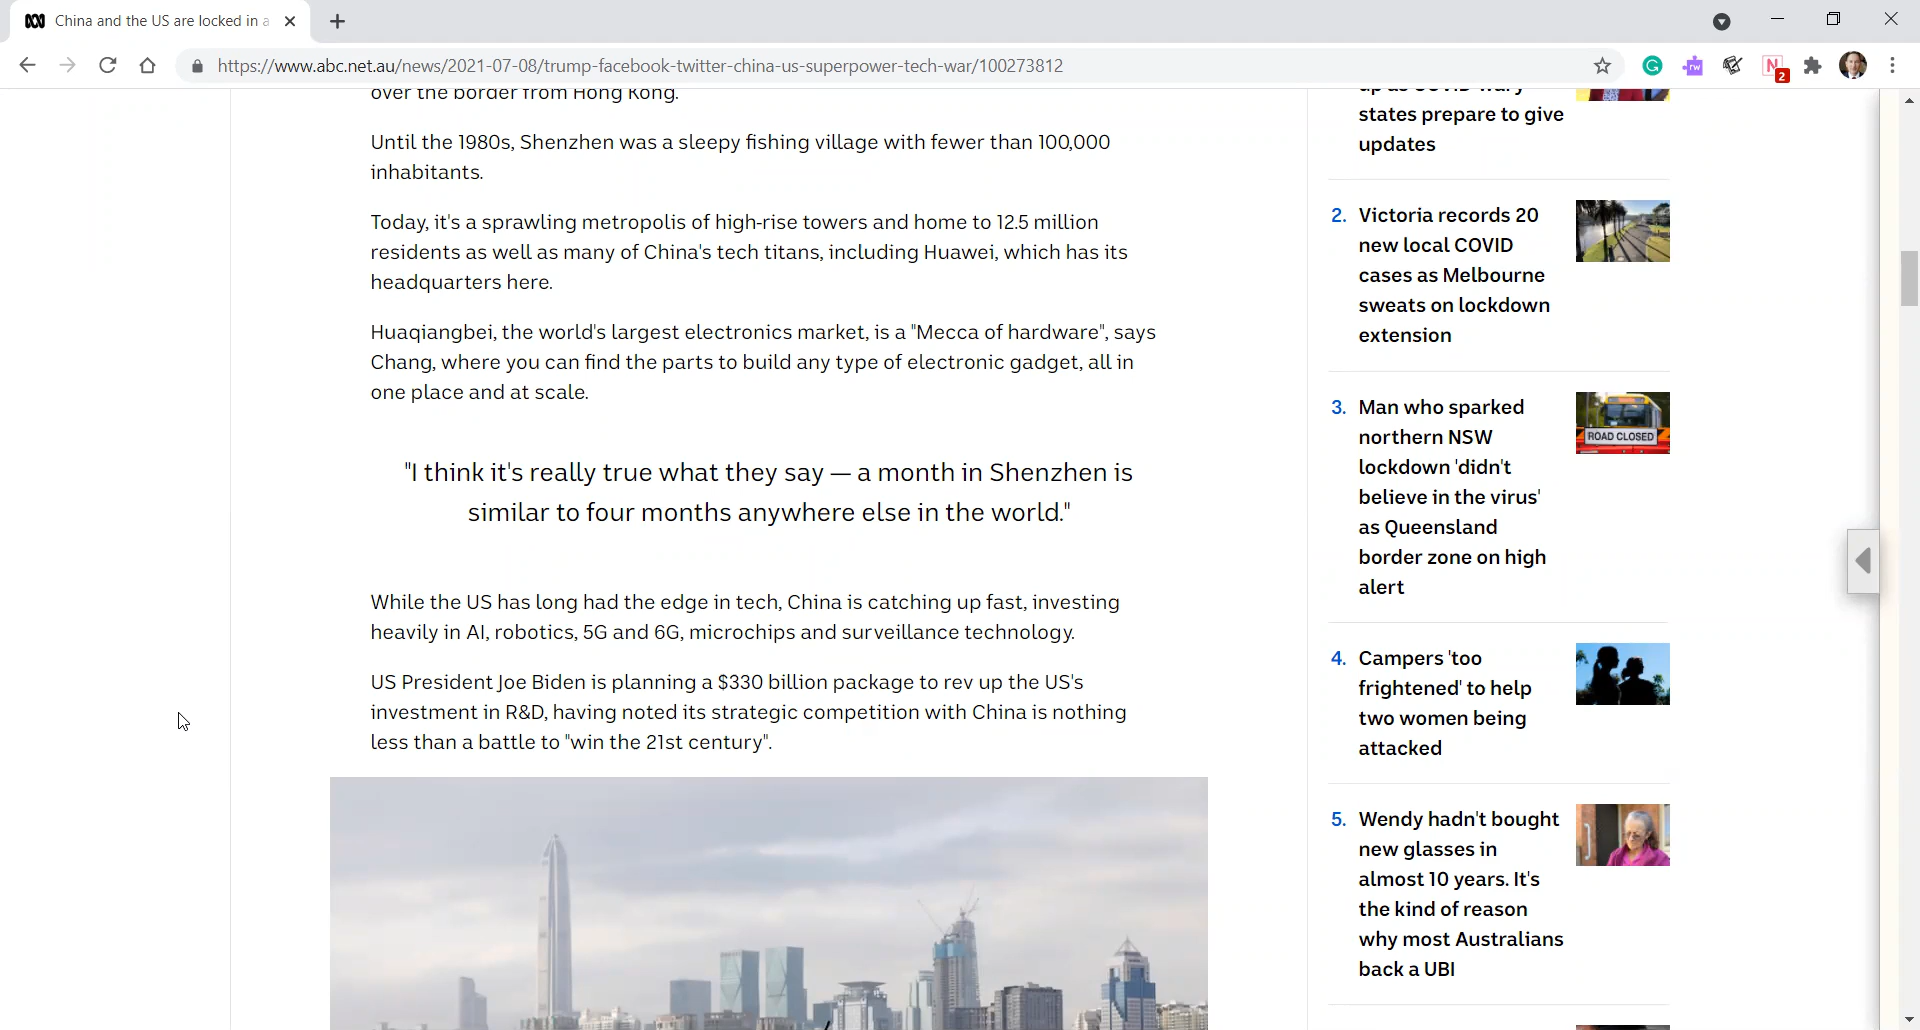 China and the US are locked in a
https://www.abc.net.au/news/2021-07-08/trump-facebook-twitter-china-us-superpower-tech-war/100273812
rw
N
2
over the border from Hong Kong.
Until the 1980s, Shenzhen was a sleepy fishing village with fewer than 100,000
inhabitants.
Today, it's a sprawling metropolis of high-rise towers and home to 12.5 million
residents as well as many of China's tech titans, including Huawei, which has its
headquarters here.
Huaqiangbei, the world's largest electronics market, is a "Mecca of hardware", says
Chang, where you can find the parts to build any type of electronic gadget, all in
one place and at scale.
"I think it's really true what they say — a month in Shenzhen is
similar to four months anywhere else in the world."
While the US has long had the edge in tech, China is catching up fast, investing
heavily in AI, robotics, 5G and 6G, microchips and surveillance technology.
US President Joe Biden is planning a $330 billion package to rev up the US's
investment in R&D, having noted its strategic competition with China is nothing
less than a battle to "win the 21st century".
up as COVID-wary
states prepare to give
updates
2. Victoria records 20
new local COVID
cases as Melbourne
sweats on lockdown
extension
3. Man who sparked
northern NSW
lockdown 'didn't
believe in the virus'
as Queensland
border zone on high
alert
ROAD CLOSED
4. Campers 'too
frightened' to help
two women being
attacked
5. Wendy hadn't bought
new glasses in
almost 10 years. It's
the kind of reason
why most Australians
back a UBI